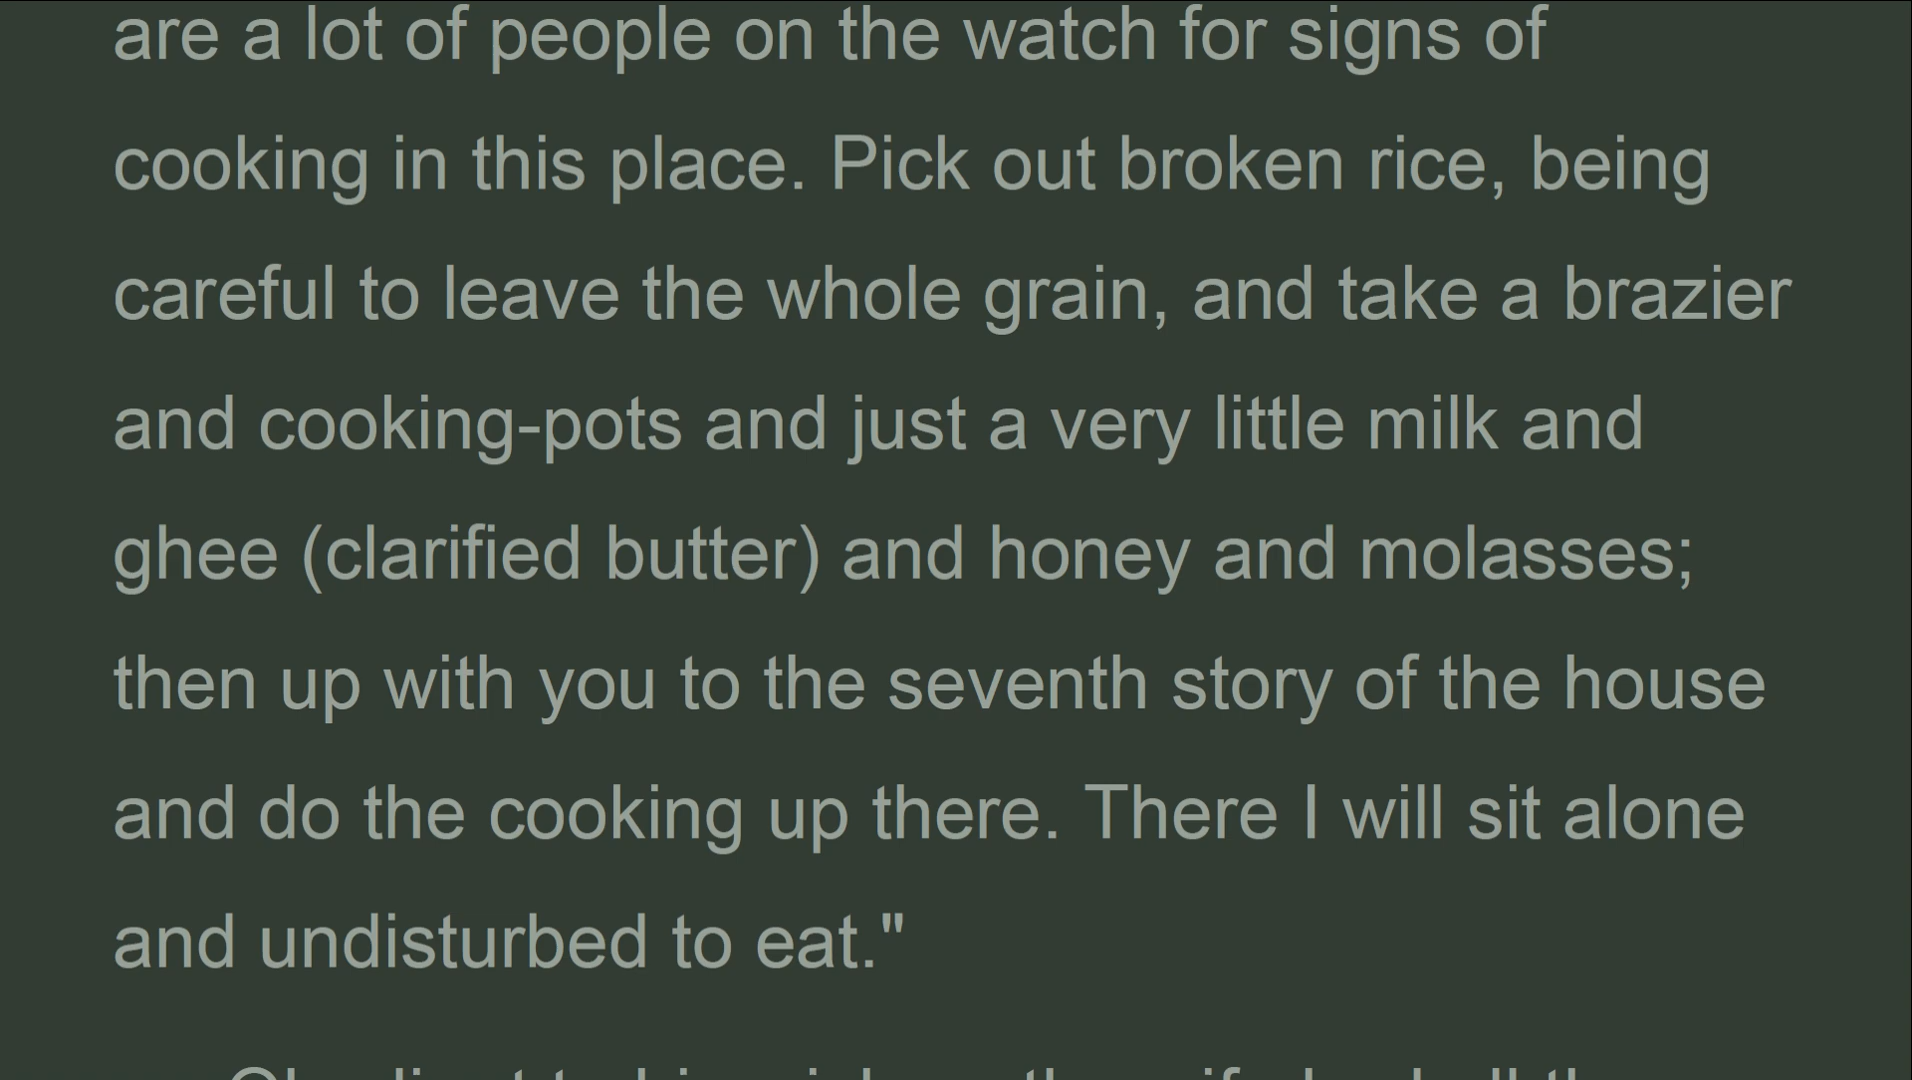 are a lot of people on the watch for signs of
cooking in this place. Pick out broken rice, being
careful to leave the whole grain, and take a brazier
and cooking-pots and just a very little milk and
ghee (clarified butter) and honey and molasses;
then up with you to the seventh story of the house
and do the cooking up there. There I will sit alone
and undisturbed to eat."